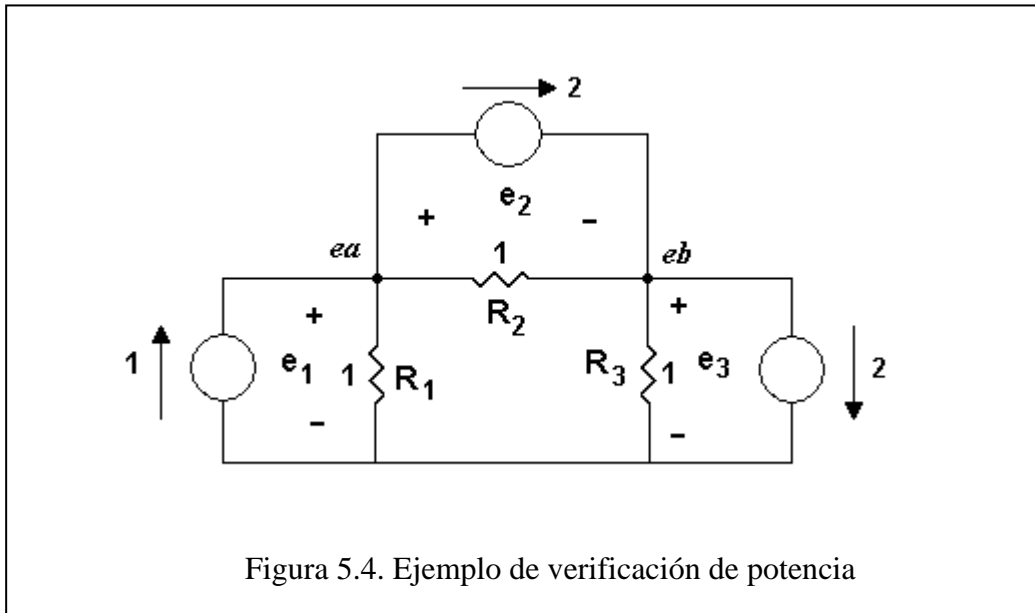 2
e2
+ -
ea 1 eb
R2
+ +
1 e1 1 R1 R3 1 e3 2
- -
Figura 5.4. Ejemplo de verificación de potencia